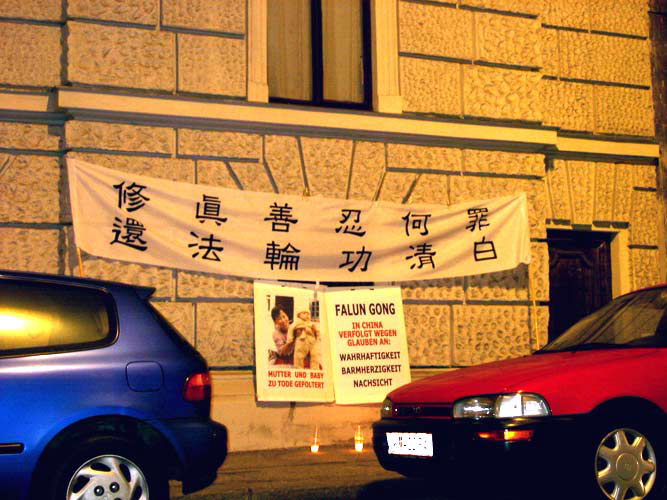 修眞善忍何罪
還法輪功清白
MUTTER UND BABY
ZU TODE GEFOLTERT
FALUN GONG
IN CHINA
VERFOLGT WEGEN
GLAUBEN AN:
WAHRHAFTIGKEIT
BARMHERZIGKEIT
NACHSICHT